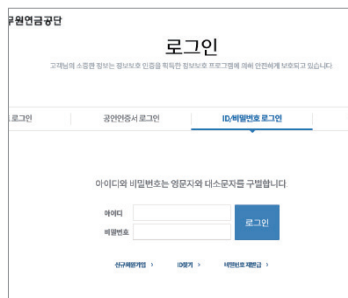 무원연금공단
로그인
고객님의 소중한 정보는 정보보호 인증을 획득한 정보보호 프로그램에 의해 안전하게 보호되고 있습니다.
로그인
공인인증서 로그인
ID/비밀번호 로그인
아이디와 비밀번호는 영문자와 대소문자를 구별합니다.
아이디
로그인
비밀번호
신규회원가입 >
ID찾기 >
비밀번호 재발급 >